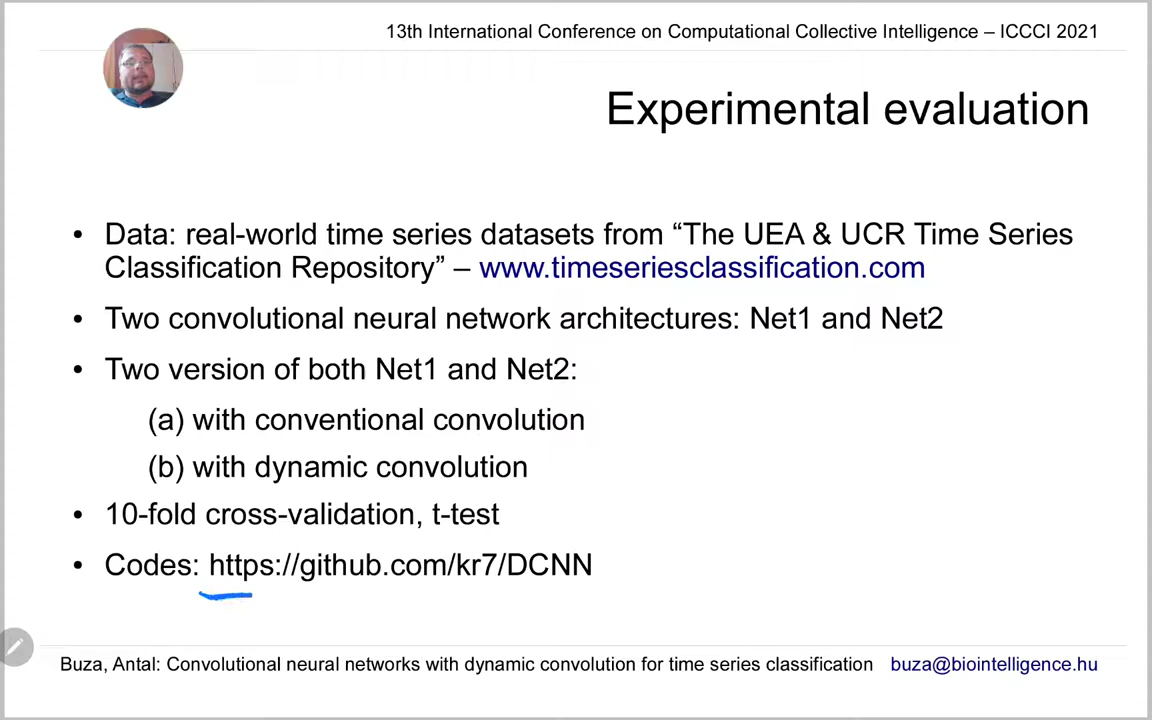 13th International Conference on Computational Collective Intelligence – ICCCI 2021
Experimental evaluation
• Data: real-world time series datasets from “The UEA & UCR Time Series
Classification Repository” – www.timeseriesclassification.com
• Two convolutional neural network architectures: Net1 and Net2
• Two version of both Net1 and Net2:
(a) with conventional convolution
(b) with dynamic convolution
• 10-fold cross-validation, t-test
• Codes: https://github.com/kr7/DCNN
Buza, Antal: Convolutional neural networks with dynamic convolution for time series classification buza@biointelligence.hu